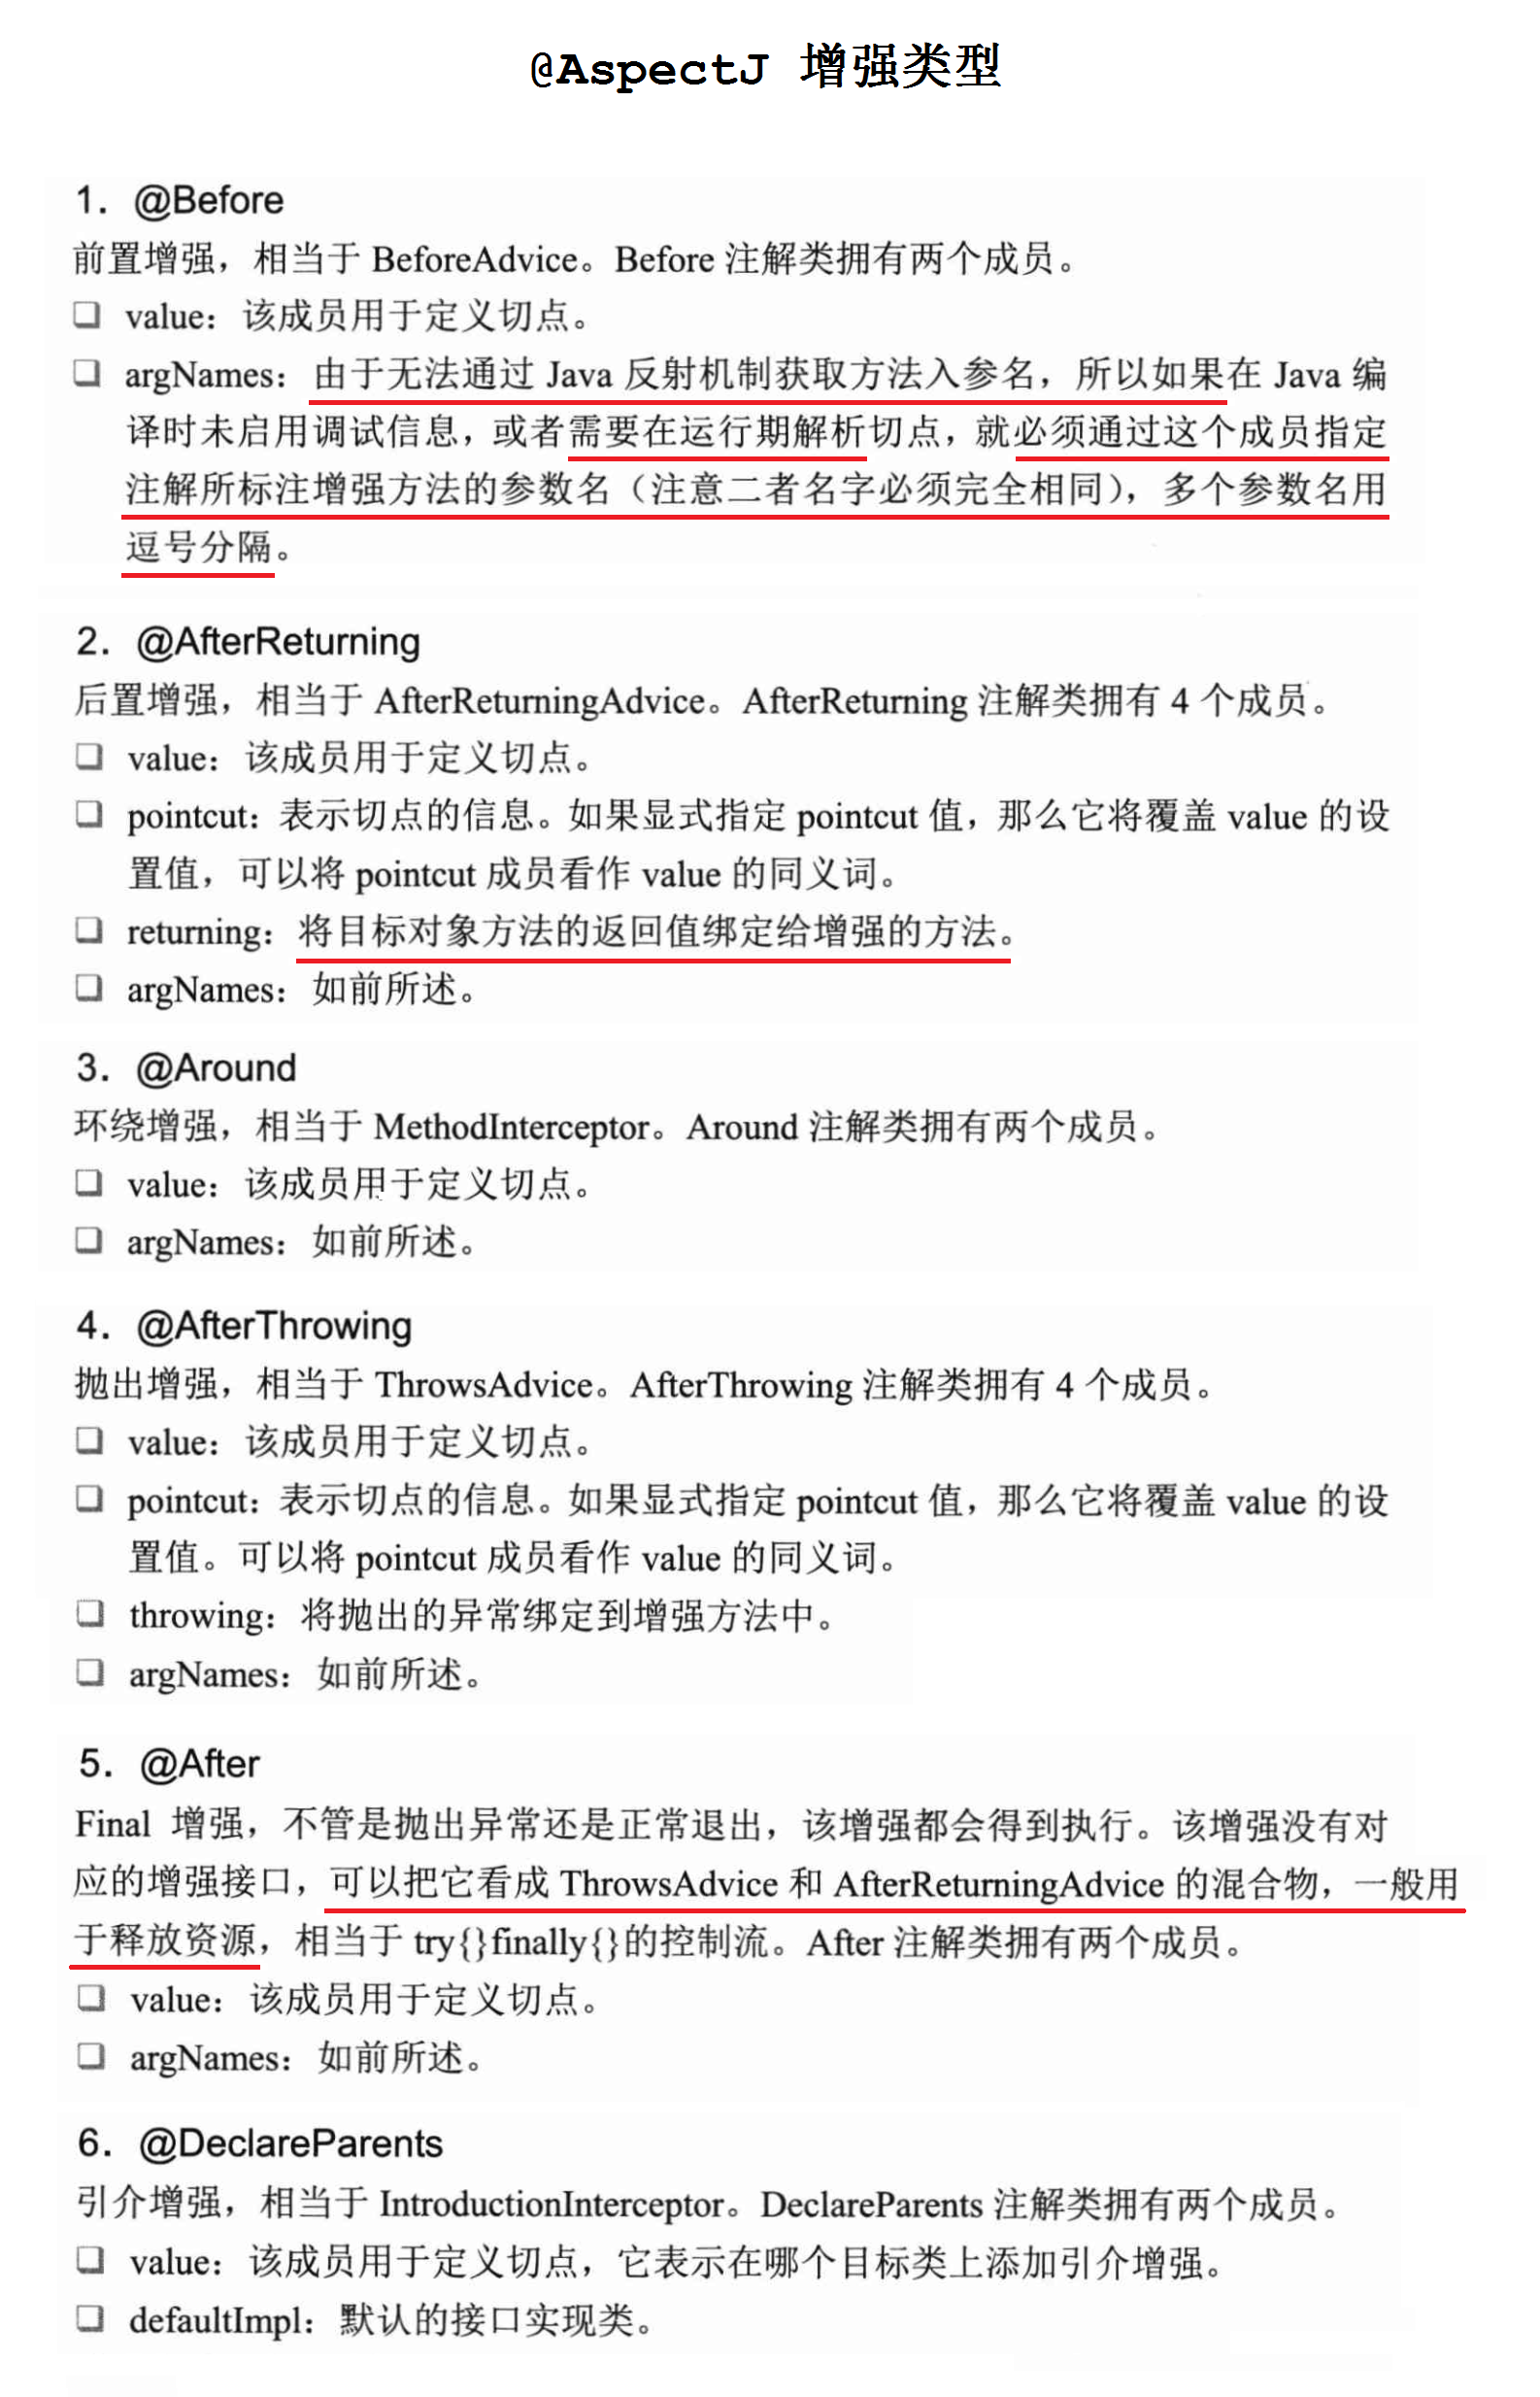 @AspectJ 增强类型
1. @Before
前置增强，相当于 BeforeAdvice。Before 注解类拥有两个成员。
❑ value：该成员用于定义切点。
❑ argNames：由于无法通过 Java 反射机制获取方法入参名，所以如果在 Java 编
译时未启用调试信息，或者需要在运行期解析切点，就必须通过这个成员指定
注解所标注增强方法的参数名（注意二者名字必须完全相同），多个参数名用
逗号分隔。
2. @AfterReturning
后置增强，相当于 AfterReturningAdvice。AfterReturning 注解类拥有 4 个成员。
❑ value：该成员用于定义切点。
❑ pointcut：表示切点的信息。如果显式指定 pointcut 值，那么它将覆盖 value 的设
置值，可以将 pointcut 成员看作 value 的同义词。
❑ returning：将目标对象方法的返回值绑定给增强的方法。
❑ argNames：如前所述。
3. @Around
环绕增强，相当于 MethodInterceptor。Around 注解类拥有两个成员。
❑ value：该成员用于定义切点。
❑ argNames：如前所述。
4. @AfterThrowing
抛出增强，相当于 ThrowsAdvice。AfterThrowing 注解类拥有 4 个成员。
❑ value：该成员用于定义切点。
❑ pointcut：表示切点的信息。如果显式指定 pointcut 值，那么它将覆盖 value 的设
置值。可以将 pointcut 成员看作 value 的同义词。
❑ throwing：将抛出的异常绑定到增强方法中。
❑ argNames：如前所述。
5. @After
Final 增强，不管是抛出异常还是正常退出，该增强都会得到执行。该增强没有对
应的增强接口，可以把它看成 ThrowsAdvice 和 AfterReturningAdvice 的混合物，一般用
于释放资源，相当于 try{}finally{}的控制流。After 注解类拥有两个成员。
❑ value：该成员用于定义切点。
❑ argNames：如前所述。
6. @DeclareParents
引介增强，相当于 IntroductionInterceptor。DeclareParents 注解类拥有两个成员。
❑ value：该成员用于定义切点，它表示在哪个目标类上添加引介增强。
❑ defaultImpl：默认的接口实现类。